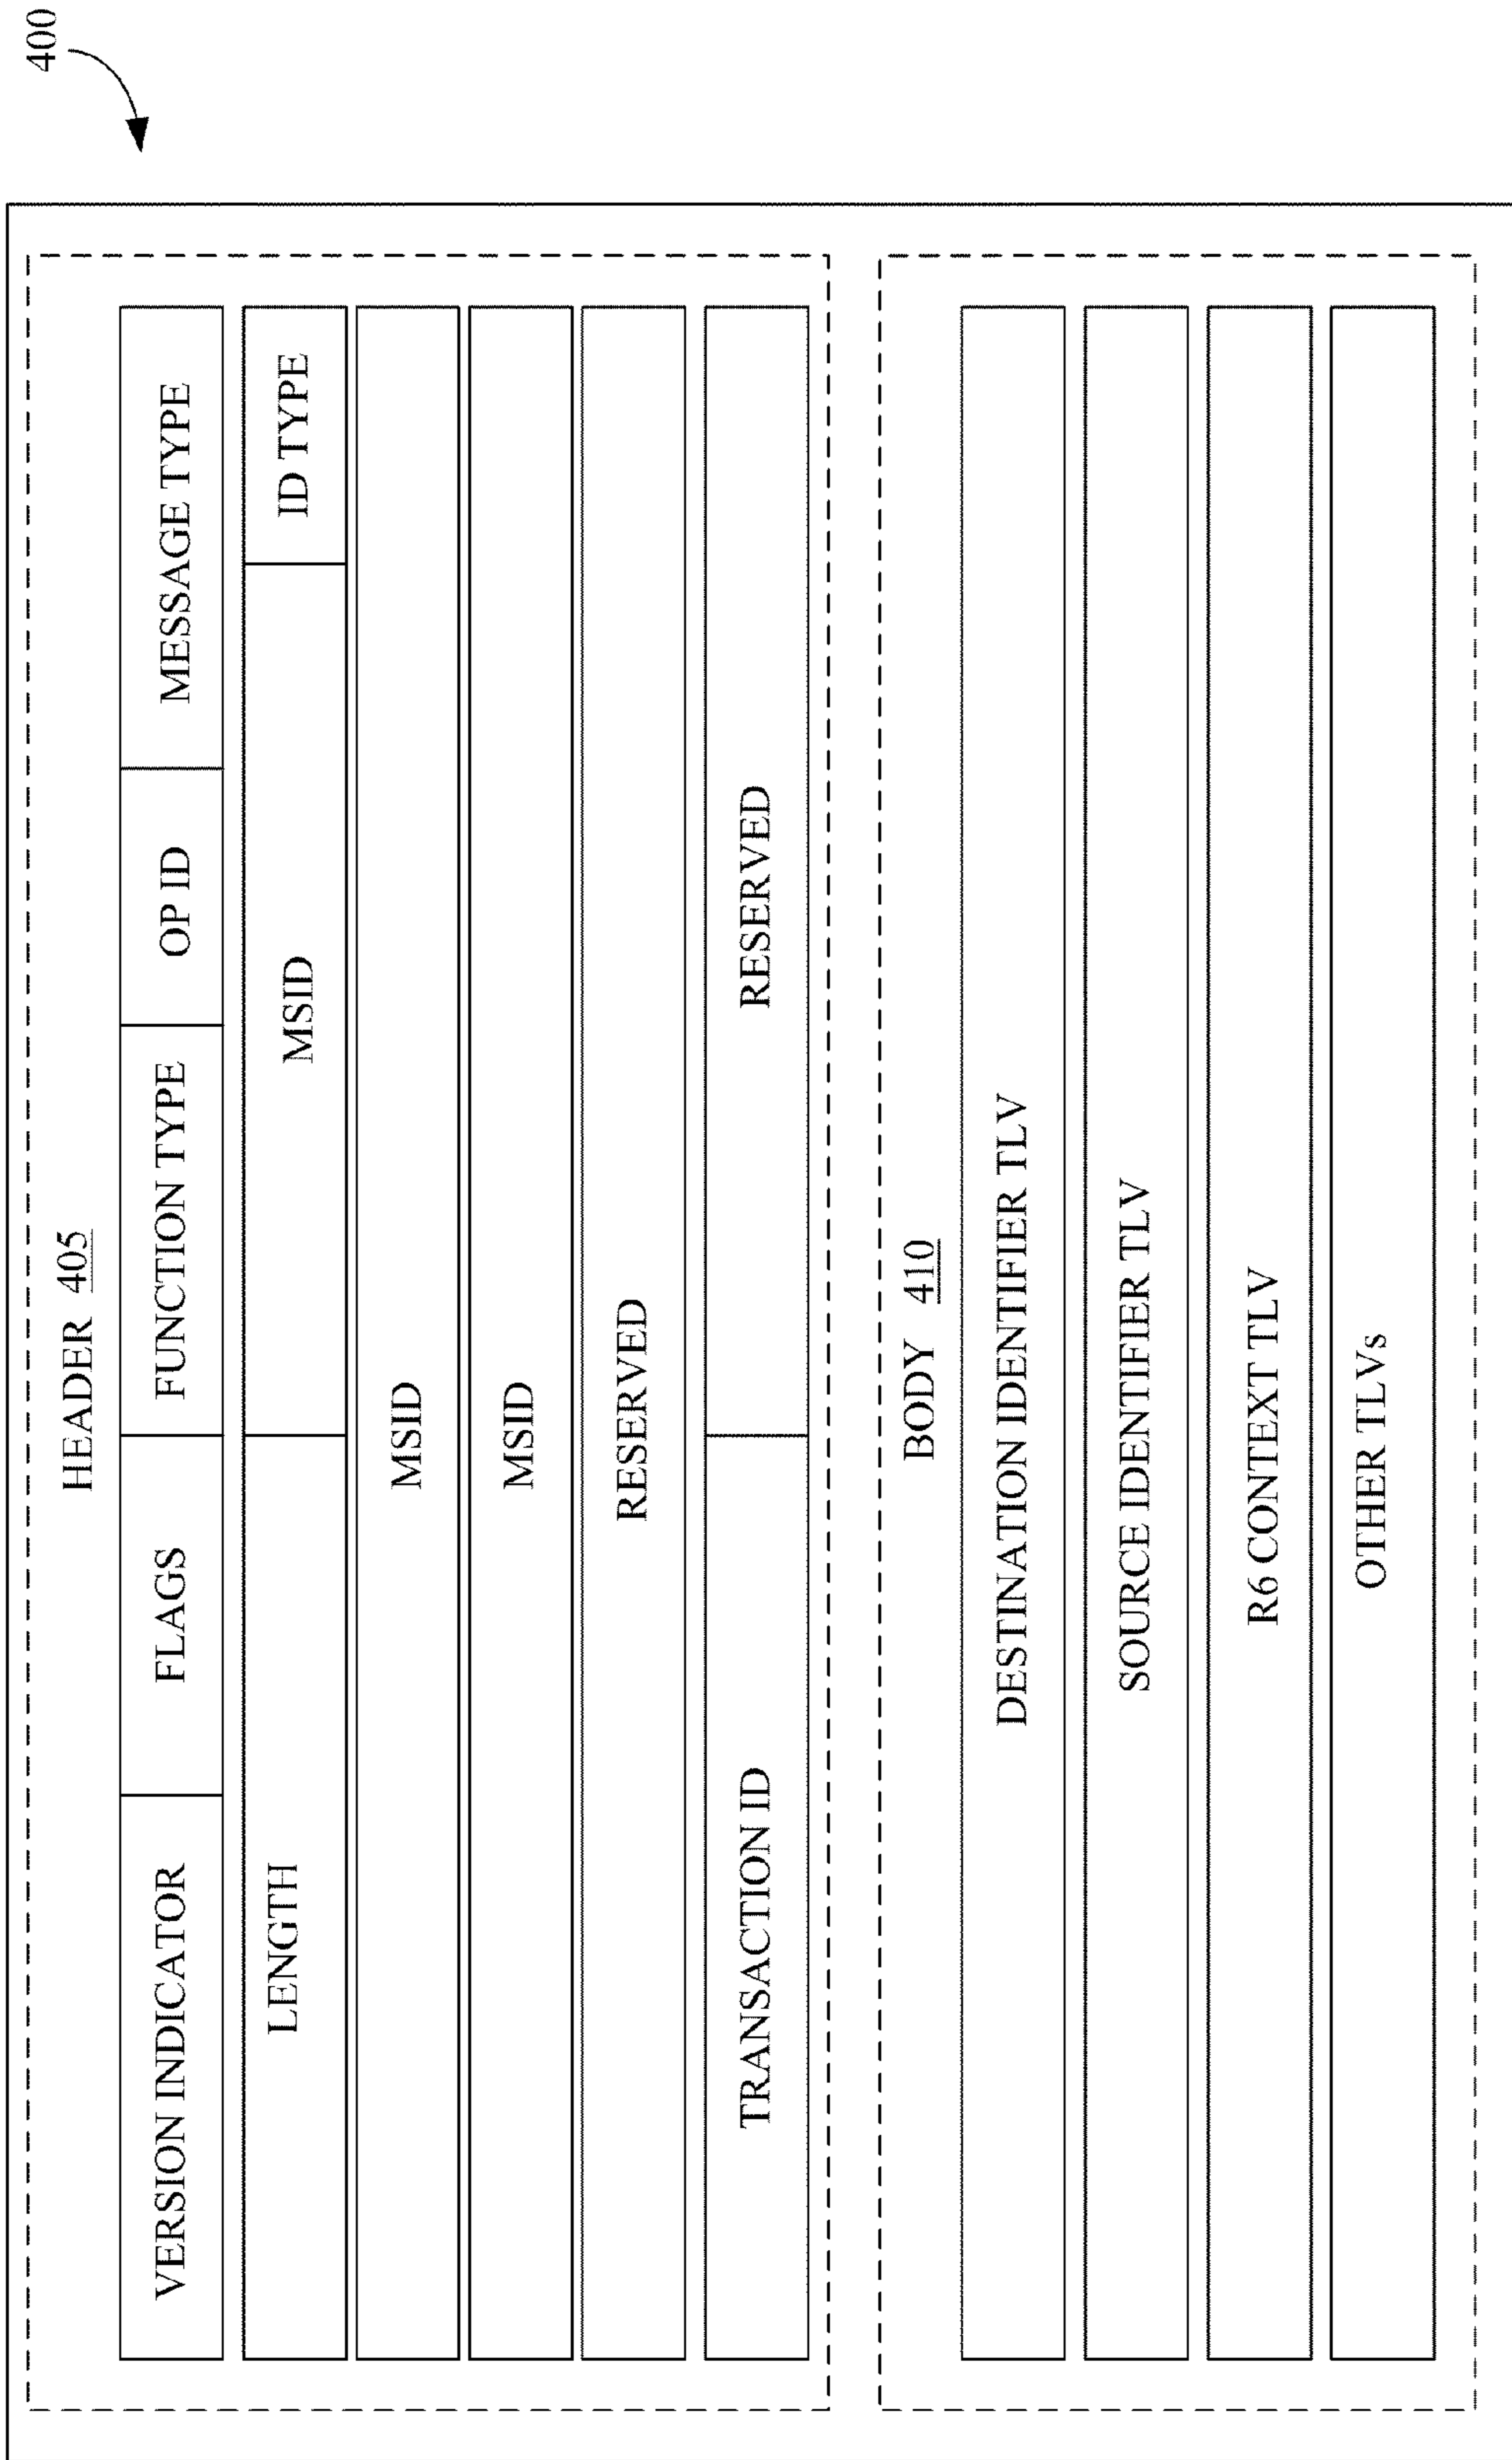 400
HEADER 405
VERSION INDICATOR FLAGS FUNCTION TYPE OP ID MESSAGE TYPE
LENGTH MSID ID TYPE
MSID
MSID
RESERVED
TRANSACTION ID RESERVED
BODY 410
DESTINATION IDENTIFIER TLV
SOURCE IDENTIFIER TLV
R6 CONTEXT TLV
OTHER TLVs